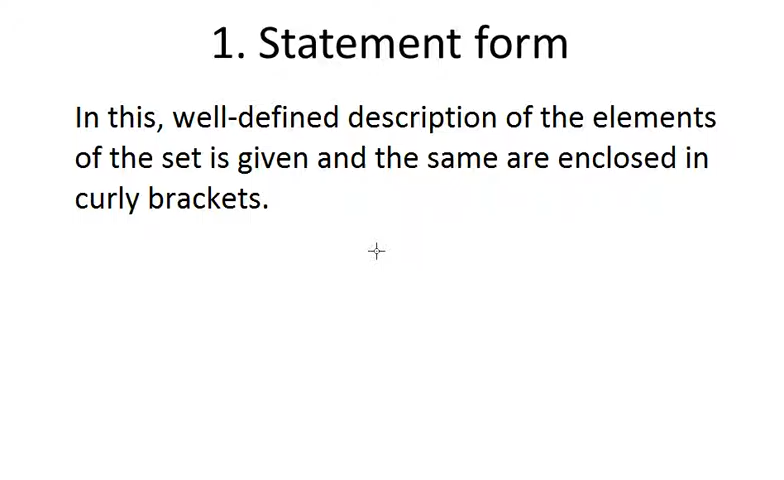 1. Statement form
In this, well-defined description of the elements
of the set is given and the same are enclosed in
curly brackets.